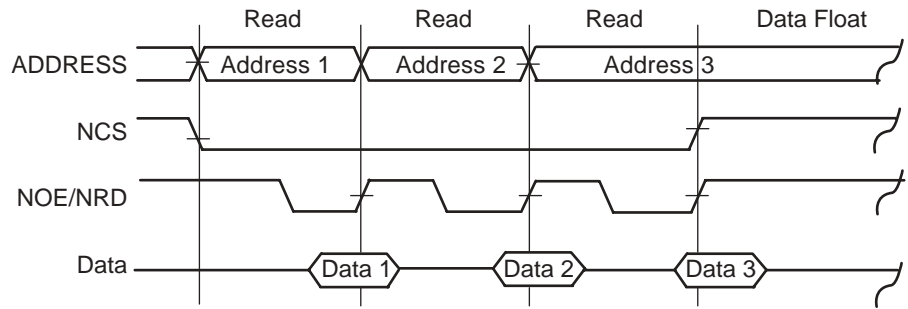 Read Read Read Data Float
ADDRESS Address 1 Address 2 Address 3
NCS
NOE/NRD
Data Data 1 Data 2 Data 3